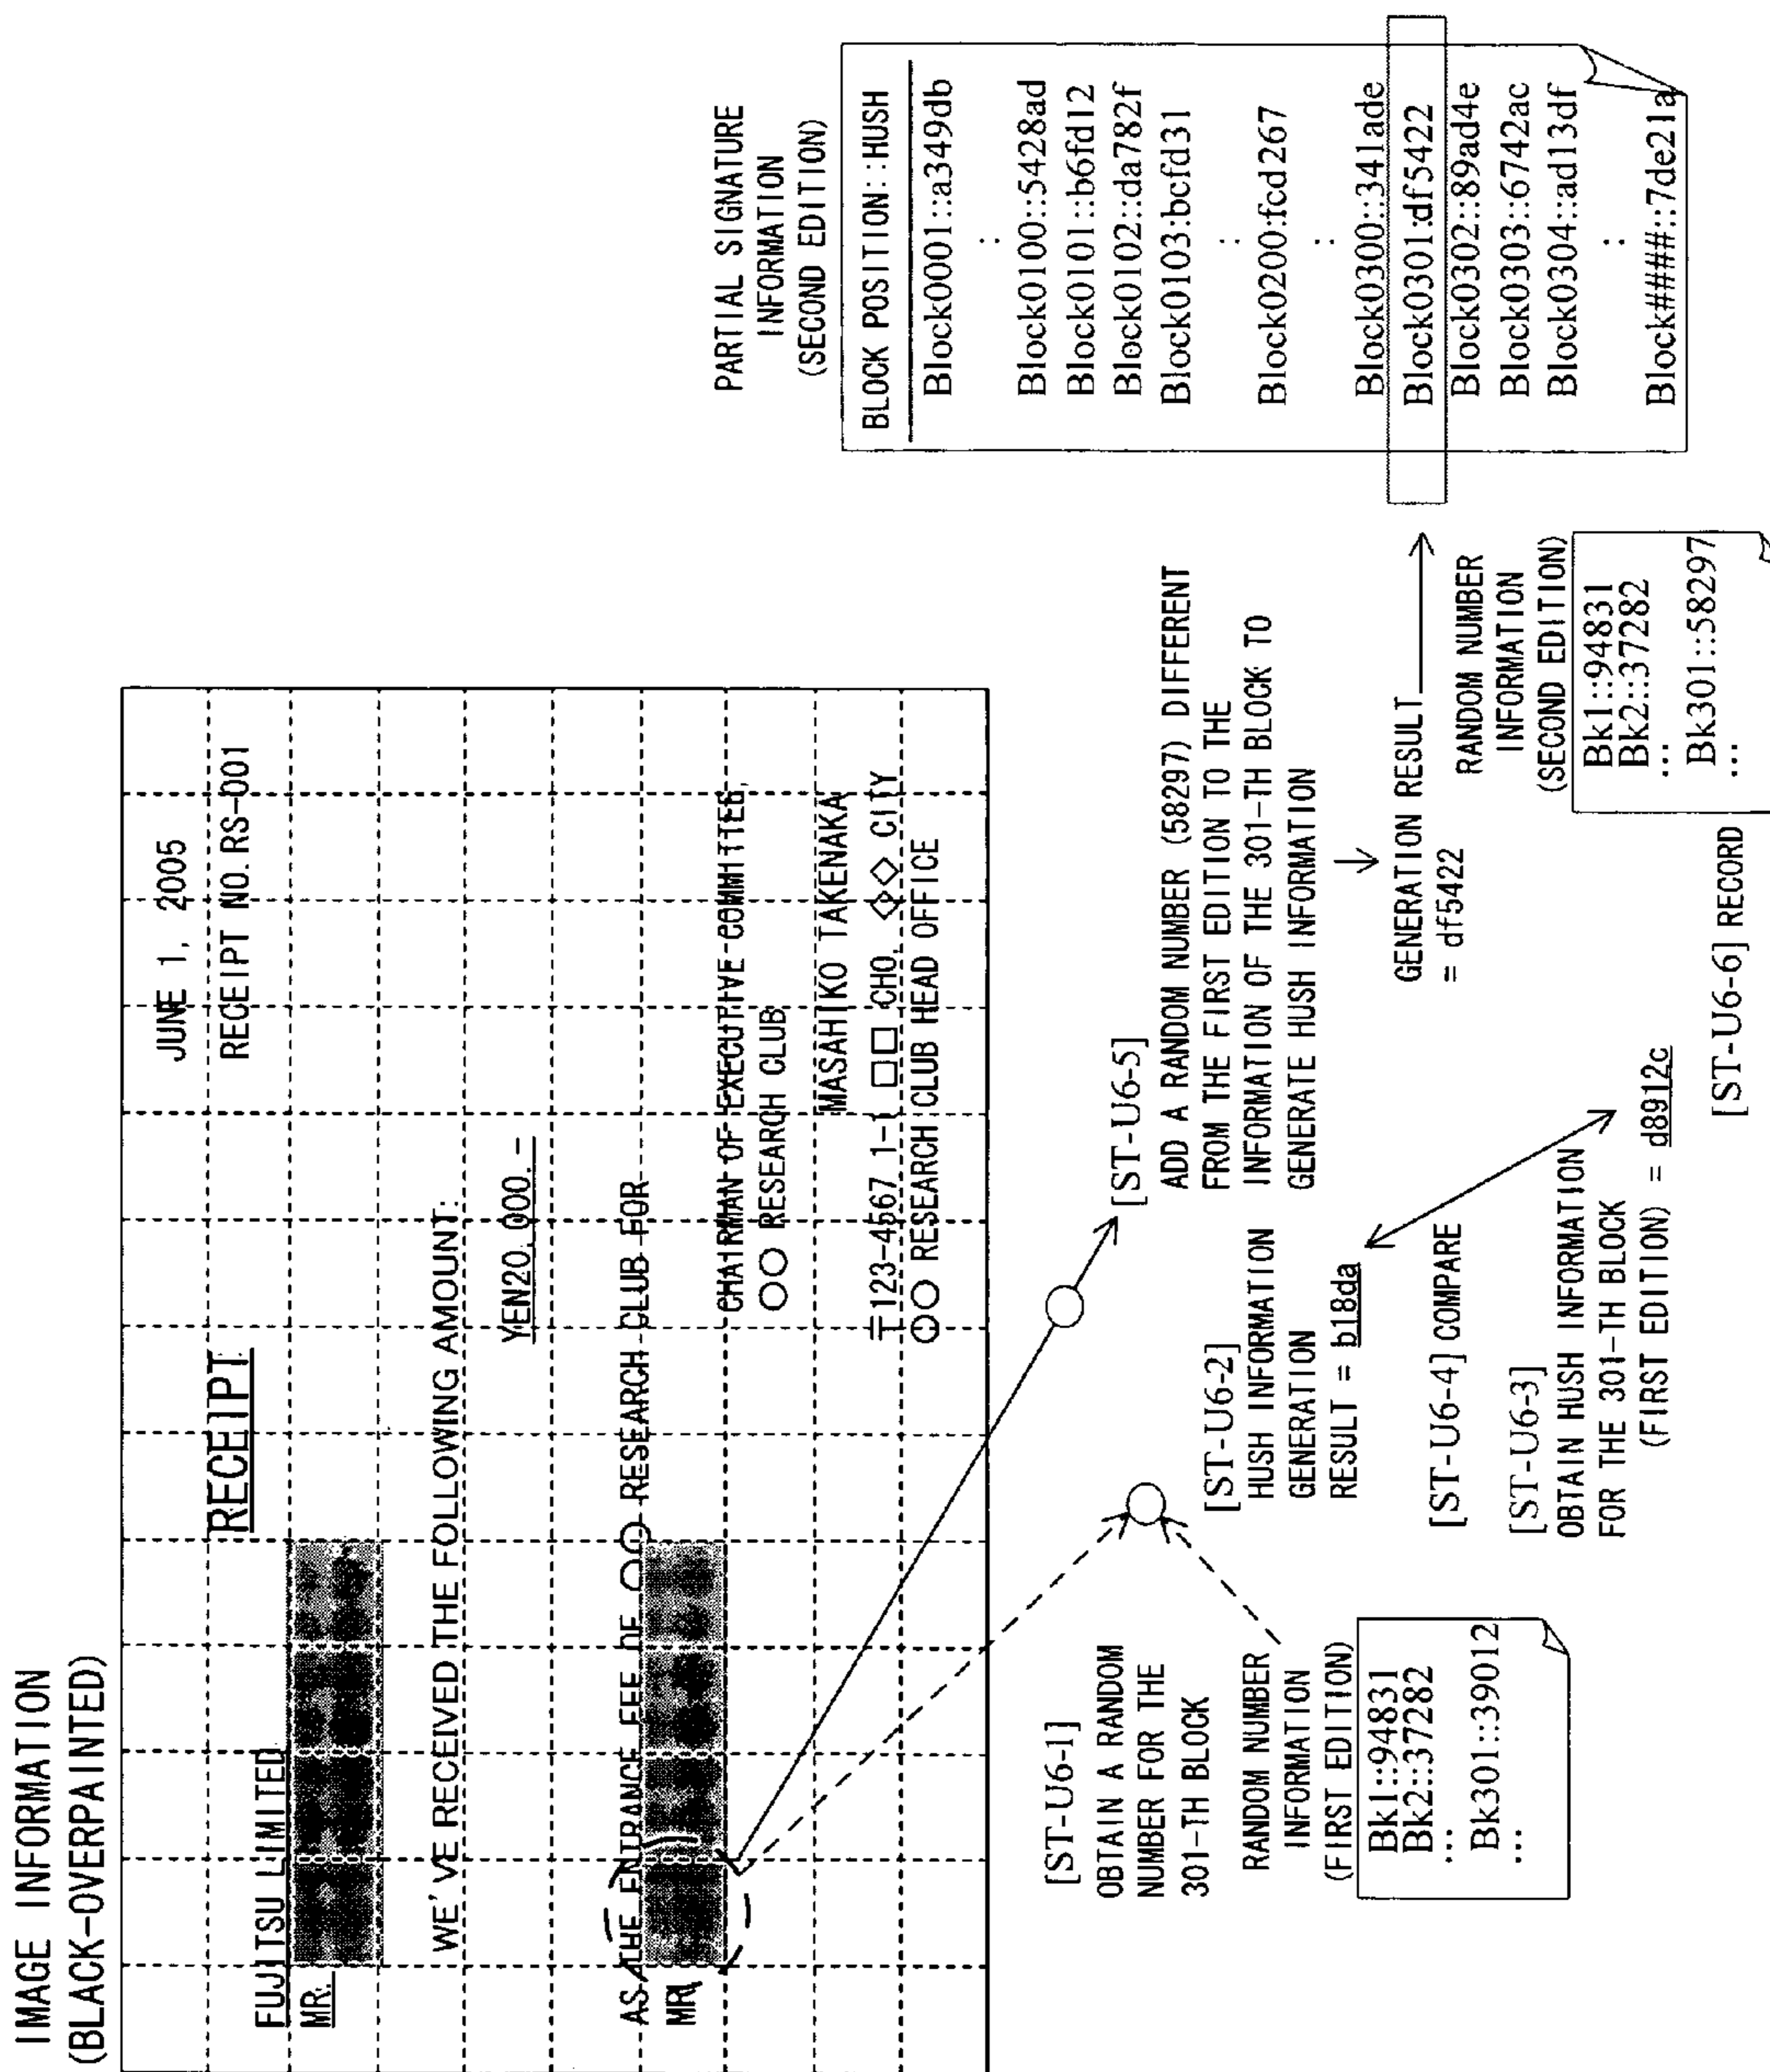 IMAGE INFORMATION
(BLACK-OVERPAINTED)
JUNE 1, 2005
RECEIPT
RECEIPT NO. RS-001
FUJITSU LIMITED
MR.
WE'VE RECEIVED THE FOLLOWING AMOUNT:
YEN20,000.-
AS THE ENTRANCE FEE OF ○○ RESEARCH CLUB FOR
MR.
CHAIRMAN OF EXECUTIVE COMMITTEE,
○○ RESEARCH CLUB
MASAHIKO TAKENAKA
〒123-4567 1-1 □□ CHO. ◇◇ CITY
○○ RESEARCH CLUB HEAD OFFICE
[ST-U6-1]
OBTAIN A RANDOM
NUMBER FOR THE
301-TH BLOCK
RANDOM NUMBER
INFORMATION
(FIRST EDITION)
Bk1::94831
Bk2::37282
...
Bk301::39012
...
[ST-U6-2]
HUSH INFORMATION
GENERATION
RESULT = b18da
[ST-U6-4] COMPARE
[ST-U6-3]
OBTAIN HUSH INFORMATION
FOR THE 301-TH BLOCK
(FIRST EDITION) = d8912c
[ST-U6-5]
ADD A RANDOM NUMBER (58297) DIFFERENT
FROM THE FIRST EDITION TO THE
INFORMATION OF THE 301-TH BLOCK TO
GENERATE HUSH INFORMATION
GENERATION RESULT
= df5422
[ST-U6-6] RECORD
RANDOM NUMBER
INFORMATION
(SECOND EDITION)
Bk1::94831
Bk2::37282
...
Bk301::58297
...
PARTIAL SIGNATURE
INFORMATION
(SECOND EDITION)
BLOCK POSITION::HUSH
Block0001::a349db
:
Block0100::5428ad
Block0101::b6fd12
Block0102::da782f
Block0103:bcfd31
:
Block0200:fcd267
:
Block0300::341ade
Block0301:df5422
Block0302::89ad4e
Block0303::6742ac
Block0304::ad13df
:
Block####::7de21a